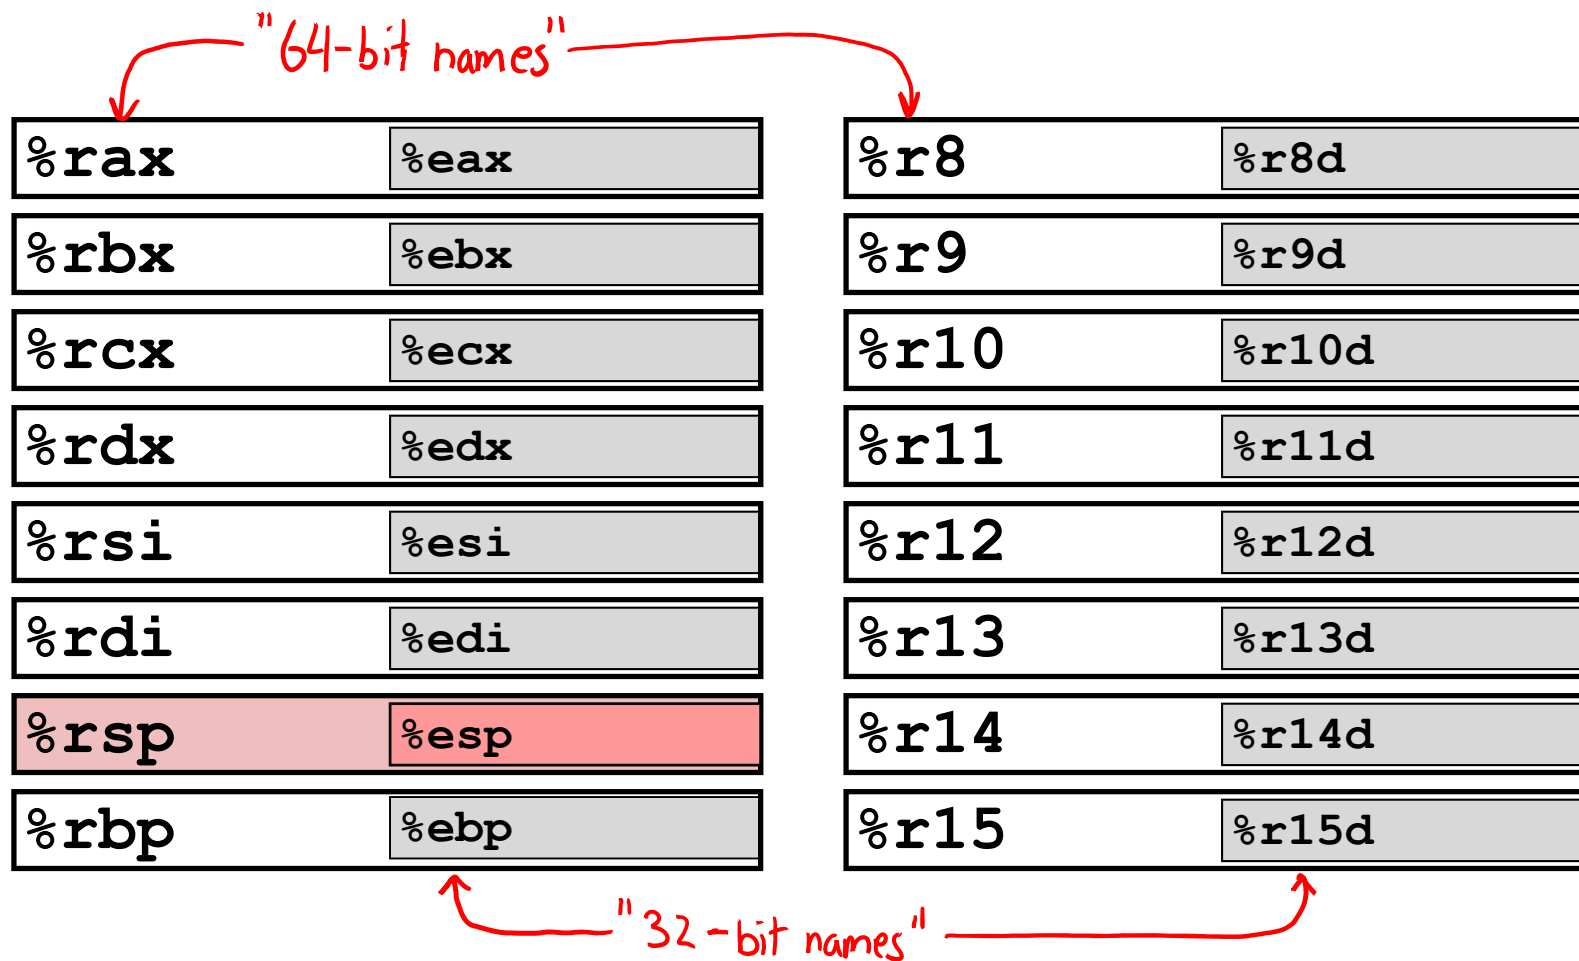 "64-bit names"
%rax %eax %r8 %r8d
%rbx %ebx %r9 %r9d
%rcx %ecx %r10 %r10d
%rdx %edx %r11 %r11d
%rsi %esi %r12 %r12d
%rdi %edi %r13 %r13d
%rsp %esp %r14 %r14d
%rbp %ebp %r15 %r15d
"32-bit names"